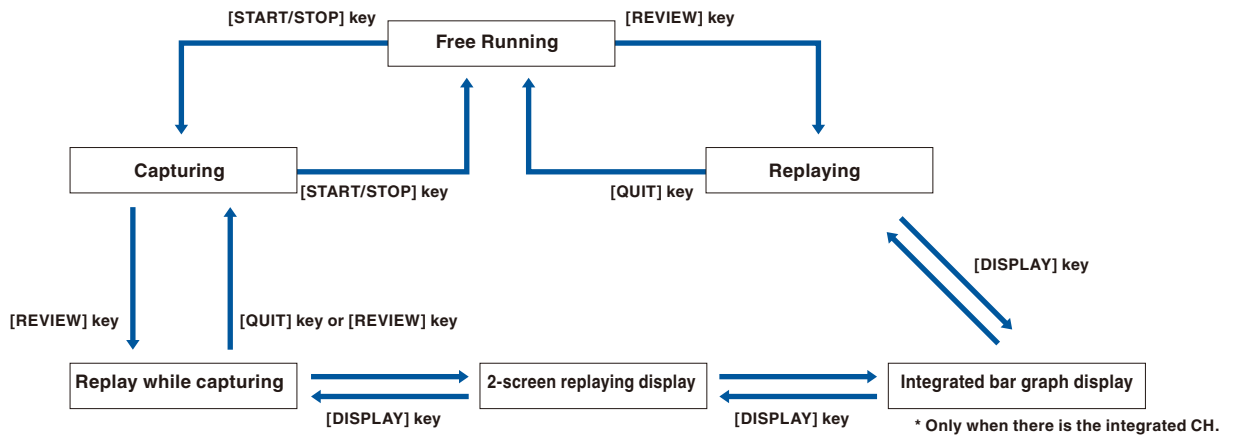 [START/STOP] key
Free Running
[REVIEW] key
Capturing
[START/STOP] key
Replaying
[QUIT] key
[DISPLAY] key
[REVIEW] key
[QUIT] key or [REVIEW] key
Replay while capturing
2-screen replaying display
Integrated bar graph display
[DISPLAY] key
[DISPLAY] key
* Only when there is the integrated CH.